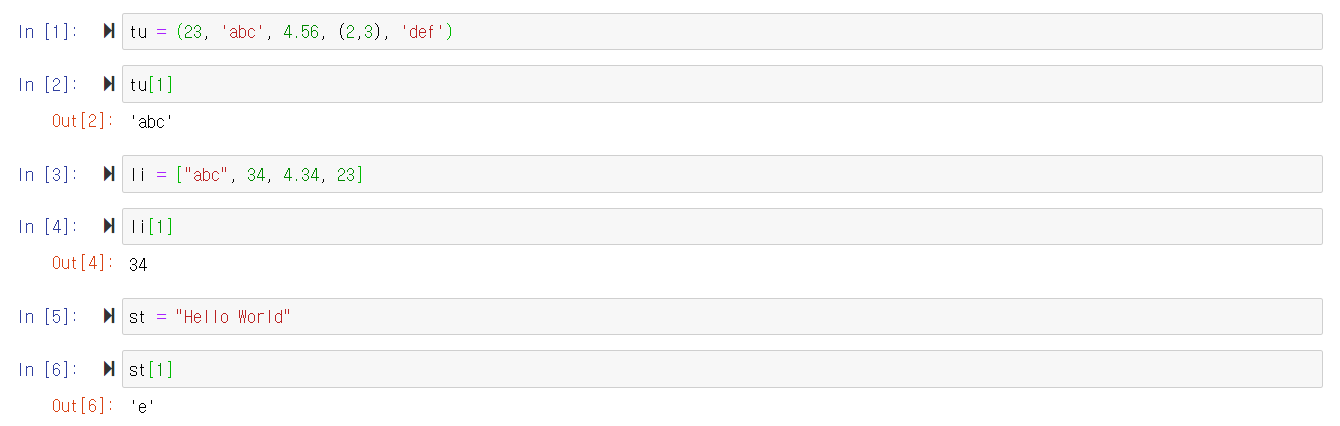 In [1]: tu = (23, 'abc', 4.56, (2,3), 'def')
In [2]: tu[1]
Out[2]: 'abc'
In [3]: li = ["abc", 34, 4.34, 23]
In [4]: li[1]
Out[4]: 34
In [5]: st = "Hello World"
In [6]: st[1]
Out[6]: 'e'